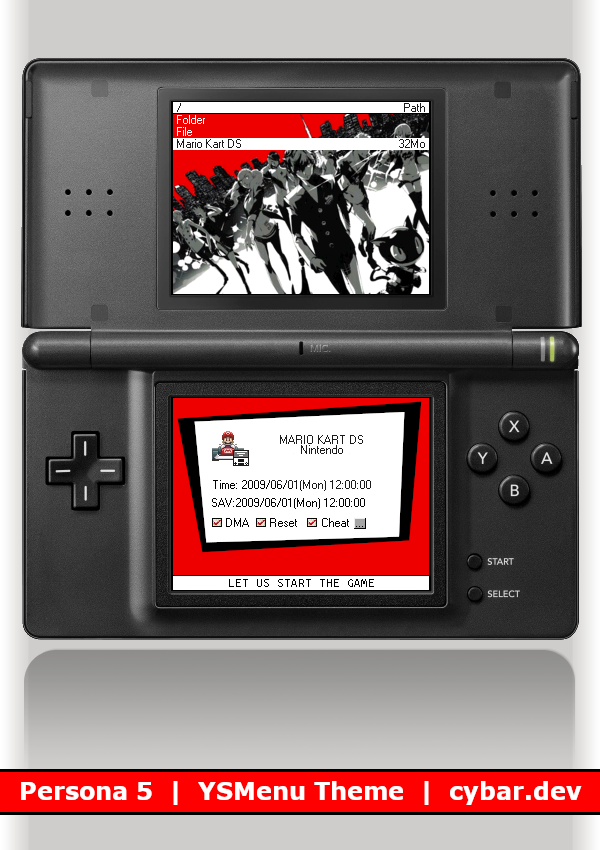 / Path
Folder
File
Mario Kart DS 32Mo
MIC.
MARIO KART DS
Nintendo
Time: 2009/06/01(Mon) 12:00:00
SAV:2009/06/01(Mon) 12:00:00
DMA Reset Cheat ...
LET US START THE GAME
X
Y A
B
START
SELECT
Persona 5 | YSMenu Theme | cybar.dev